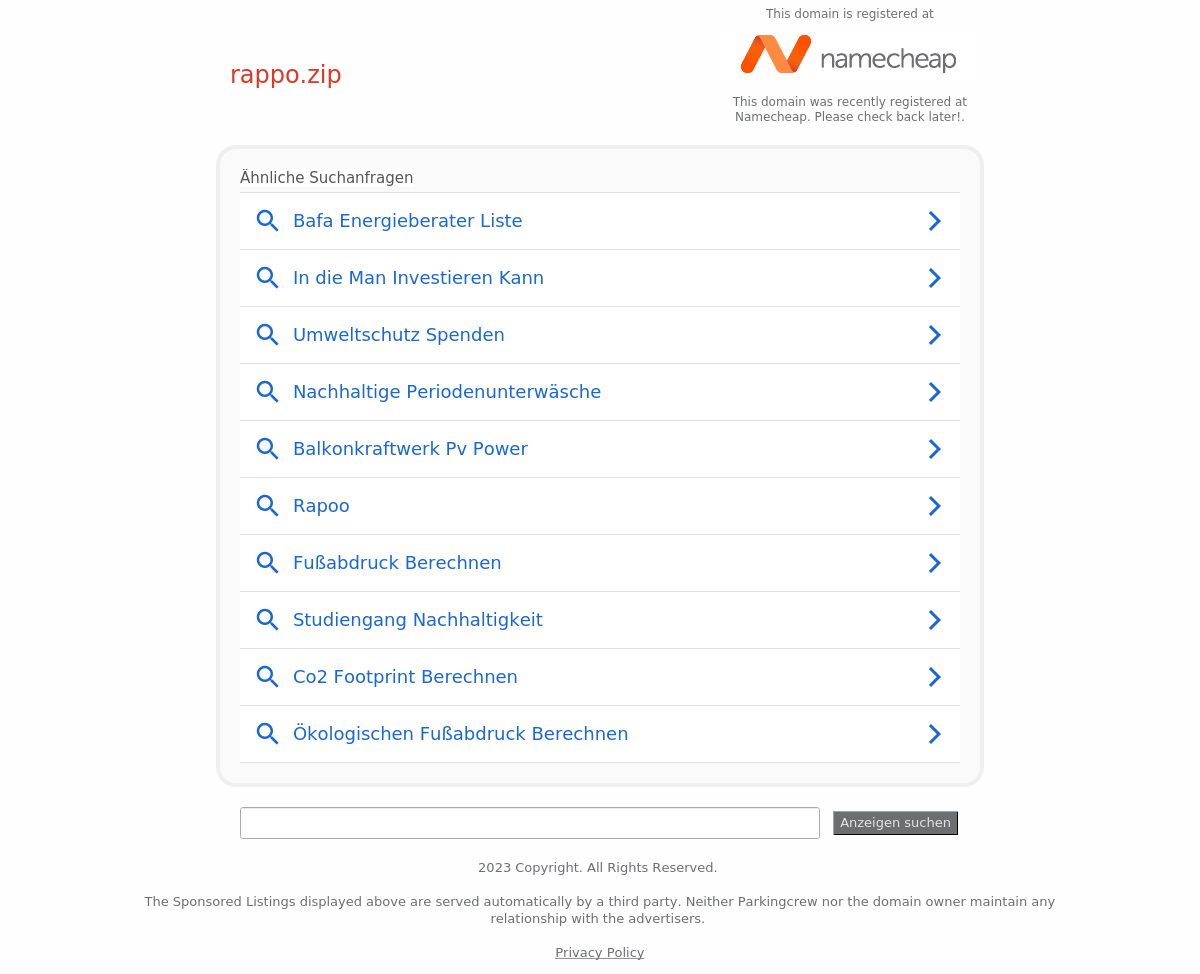 This domain is registered at
namecheap
rappo.zip
This domain was recently registered at
Namecheap. Please check back later!.
Ähnliche Suchanfragen
Bafa Energieberater Liste
In die Man Investieren Kann
Umweltschutz Spenden
Nachhaltige Periodenunterwäsche
Balkonkraftwerk Pv Power
Rapoo
Fußabdruck Berechnen
Studiengang Nachhaltigkeit
Co2 Footprint Berechnen
Ökologischen Fußabdruck Berechnen
Anzeigen suchen
2023 Copyright. All Rights Reserved.
The Sponsored Listings displayed above are served automatically by a third party. Neither Parkingcrew nor the domain owner maintain any
relationship with the advertisers.
Privacy Policy